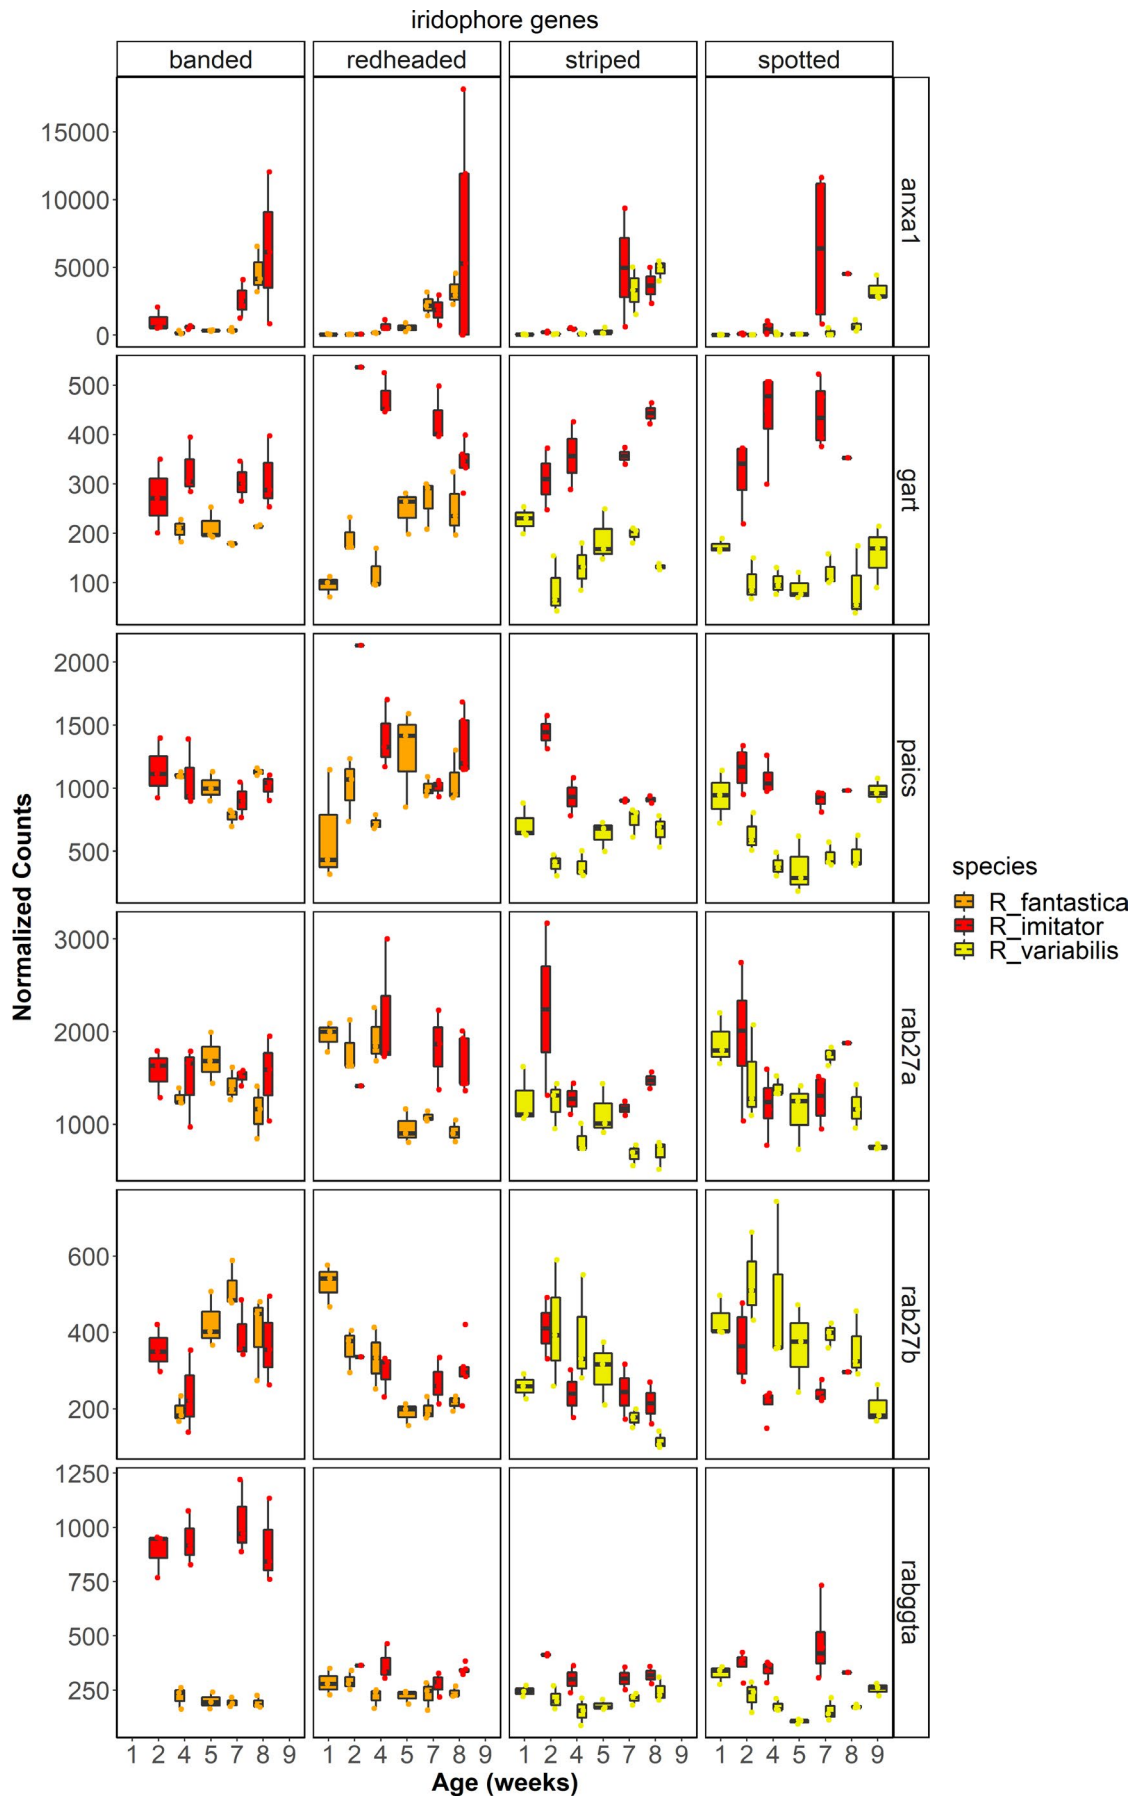 iridophore genes
banded redheaded striped spotted
15000
10000
5000
0
anxa1
500
400
300
200
100
gart
2000
1500
1000
500
paics
Normalized Counts
3000
2000
1000
rab27a
600
400
200
rab27b
1250
1000
750
500
250
rabggta
1 2 4 5 7 8 9 1 2 4 5 7 8 9 1 2 4 5 7 8 9 1 2 4 5 7 8 9
Age (weeks)
species
R_fantastica
R_imitator
R_variabilis